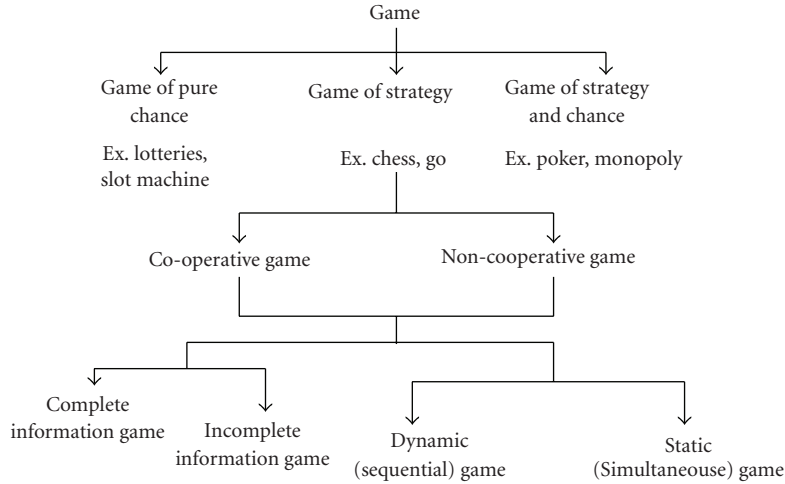 Game
Game of pure
chance
Game of strategy
Game of strategy
and chance
Ex. lotteries,
slot machine
Ex. chess, go
Ex. poker, monopoly
Co-operative game
Non-cooperative game
Complete
information game
Incomplete
information game
Dynamic
(sequential) game
Static
(Simultaneouse) game